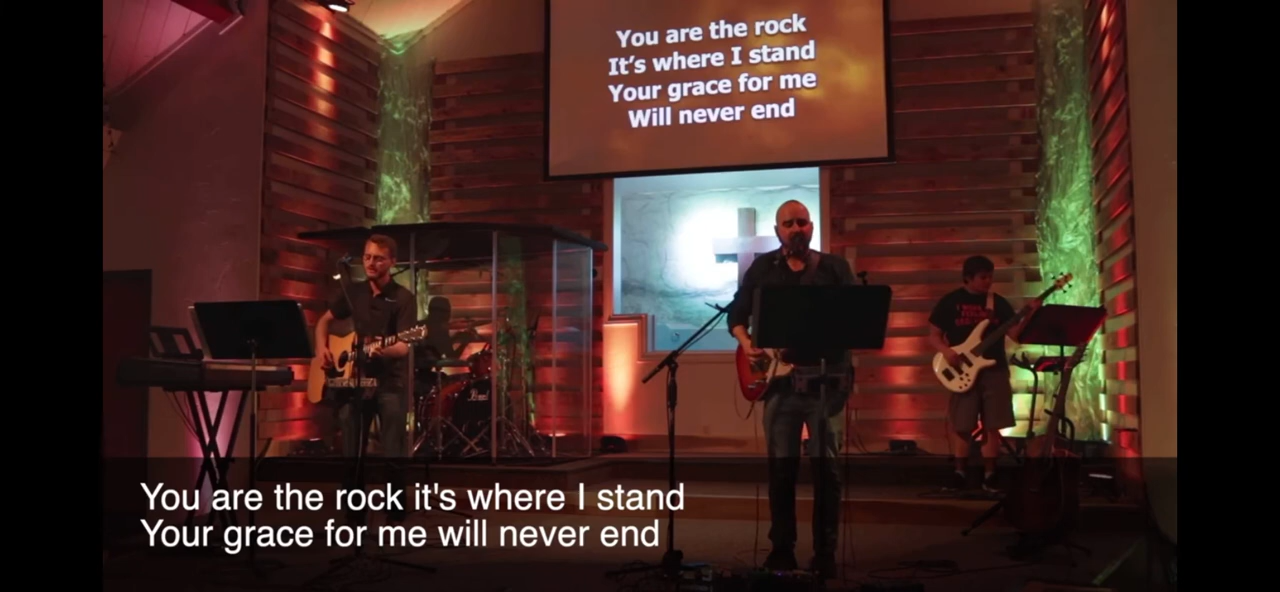 You are the rock
It's where I stand
Your grace for me
Will never end
You are the rock it's where I stand
Your grace for me will never end